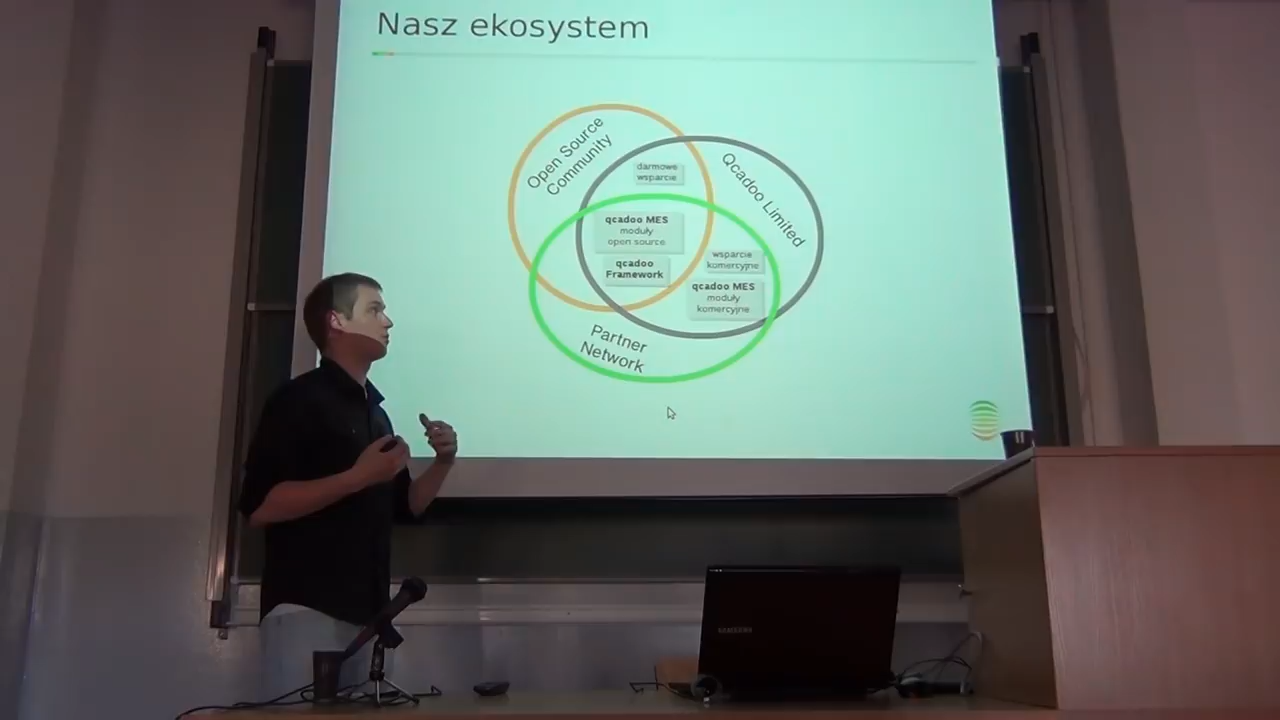 Nasz ekosystem
Open Source
Community
darmowe
wsparcie
Qcadoo Limited
qcadoo MES
moduły
open source
qcadoo
Framework
wsparcie
komercyjne
qcadoo MES
moduły
komercyjne
Partner
Network
SAMSUNG